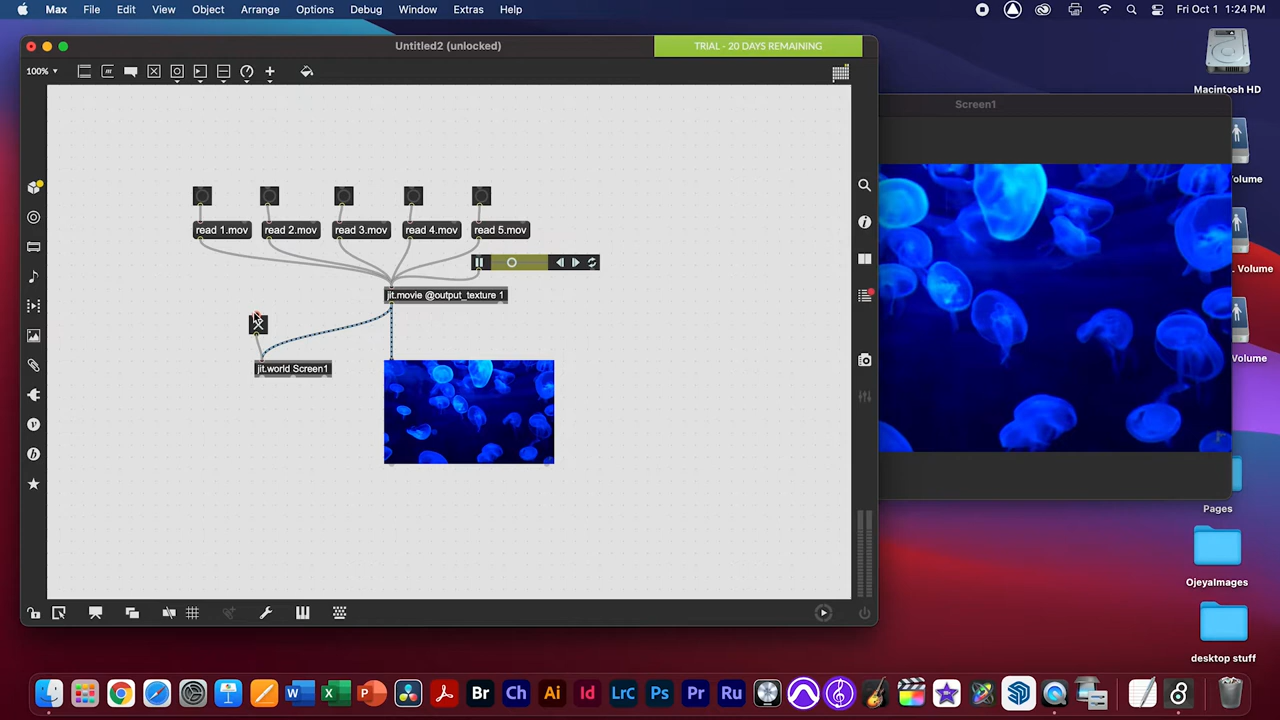 Max File Edit View Object Arrange Options Debug Window Extras Help
Fri Oct 1 1:24 PM
Untitled2 (unlocked)
TRIAL - 20 DAYS REMAINING
100%
Macintosh HD
Screen1
olume
read 1.mov read 2.mov read 3.mov read 4.mov read 5.mov
L Volume
jit.movie @output_texture 1
Volume
jit.world Screen1
Pages
OjeyaImages
desktop stuff
W X P Br Ch Ai Id LrC Ps Pr Ru